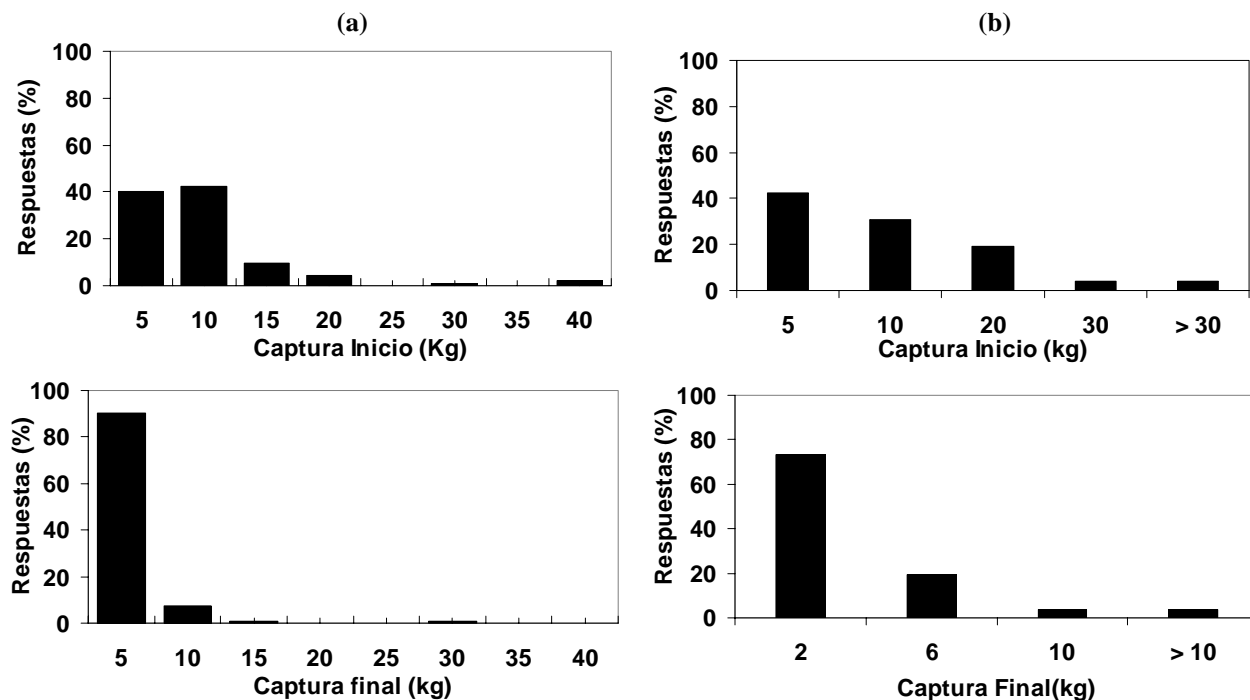 (a)
100
80
60
40
20
0
Respuestas (%)
5 10 15 20 25 30 35 40
Captura Inicio (Kg)
(b)
100
80
60
40
20
0
Respuestas (%)
5 10 20 30 > 30
Captura Inicio (kg)
100
80
60
40
20
0
Respuestas (%)
5 10 15 20 25 30 35 40
Captura final (kg)
100
80
60
40
20
0
Respuestas (%)
2 6 10 > 10
Captura Final(kg)